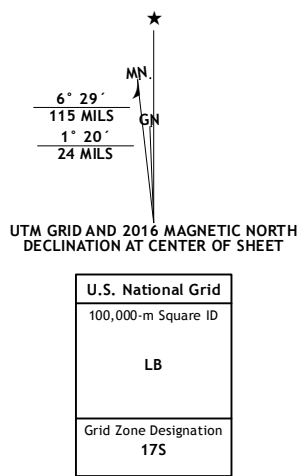 MN.
6° 29´
115 MILS
GN
1° 20´
24 MILS
UTM GRID AND 2016 MAGNETIC NORTH
DECLINATION AT CENTER OF SHEET
U.S. National Grid
100,000-m Square ID
LB
Grid Zone Designation
17S